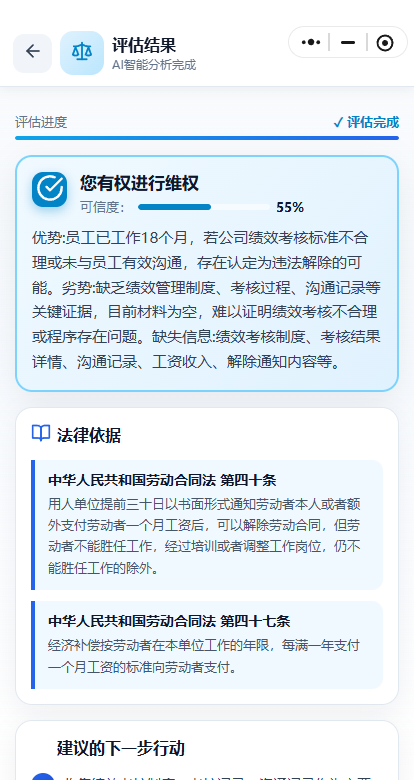 评估结果
AI智能分析完成
评估进度
✓ 评估完成
您有权进行维权
可信度：
55%
优势:员工已工作18个月，若公司绩效考核标准不合
理或未与员工有效沟通，存在认定为违法解除的可
能。劣势:缺乏绩效管理制度、考核过程、沟通记录等
关键证据，目前材料为空，难以证明绩效考核不合理
或程序存在问题。缺失信息:绩效考核制度、考核结果
详情、沟通记录、工资收入、解除通知内容等。
法律依据
中华人民共和国劳动合同法 第四十条
用人单位提前三十日以书面形式通知劳动者本人或者额
外支付劳动者一个月工资后，可以解除劳动合同，但劳
动者不能胜任工作，经过培训或者调整工作岗位，仍不
能胜任工作的除外。
中华人民共和国劳动合同法 第四十七条
经济补偿按劳动者在本单位工作的年限，每满一年支付
一个月工资的标准向劳动者支付。
建议的下一步行动